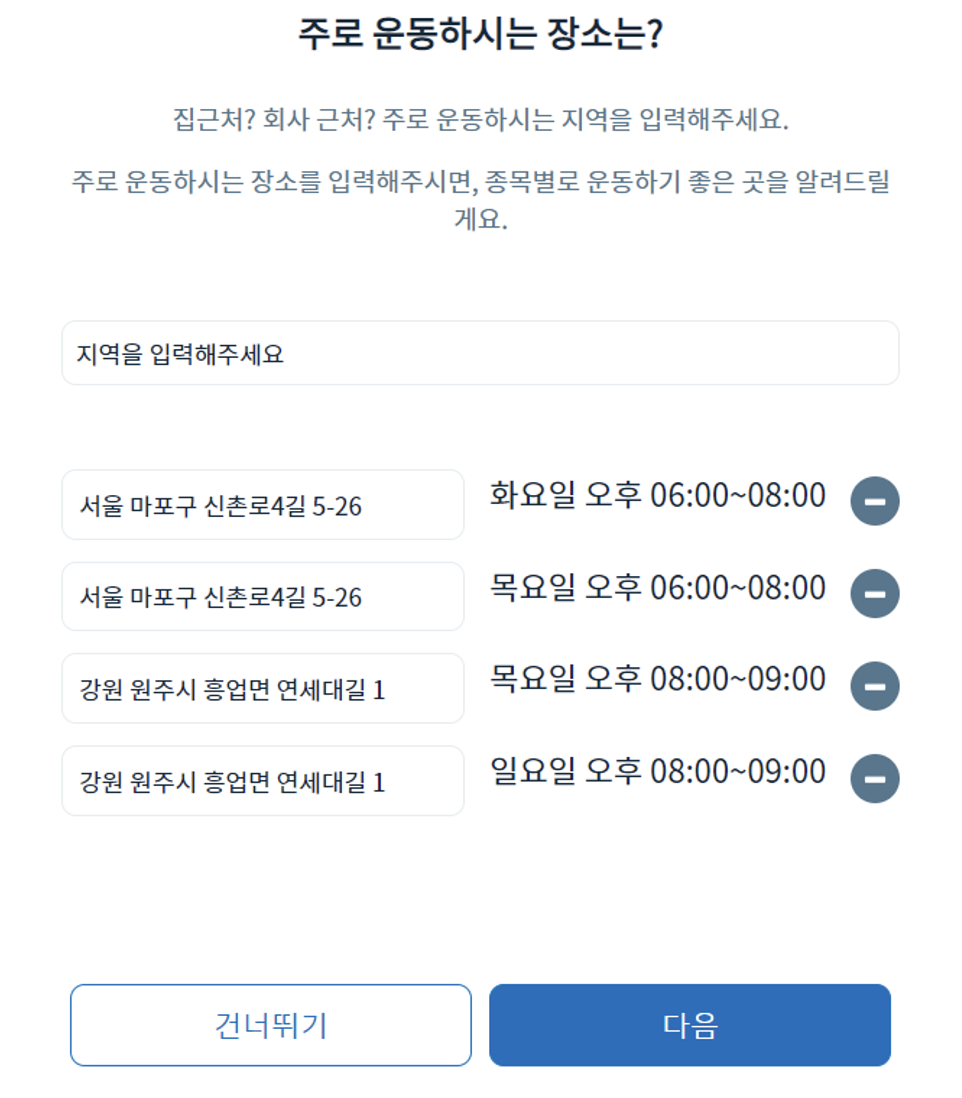 주로 운동하시는 장소는?
집근처? 회사 근처? 주로 운동하시는 지역을 입력해주세요.
주로 운동하시는 장소를 입력해주시면, 종목별로 운동하기 좋은 곳을 알려드릴
게요.
지역을 입력해주세요
서울 마포구 신촌로4길 5-26 화요일 오후 06:00~08:00
서울 마포구 신촌로4길 5-26 목요일 오후 06:00~08:00
강원 원주시 흥업면 연세대길 1 목요일 오후 08:00~09:00
강원 원주시 흥업면 연세대길 1 일요일 오후 08:00~09:00
건너뛰기 다음